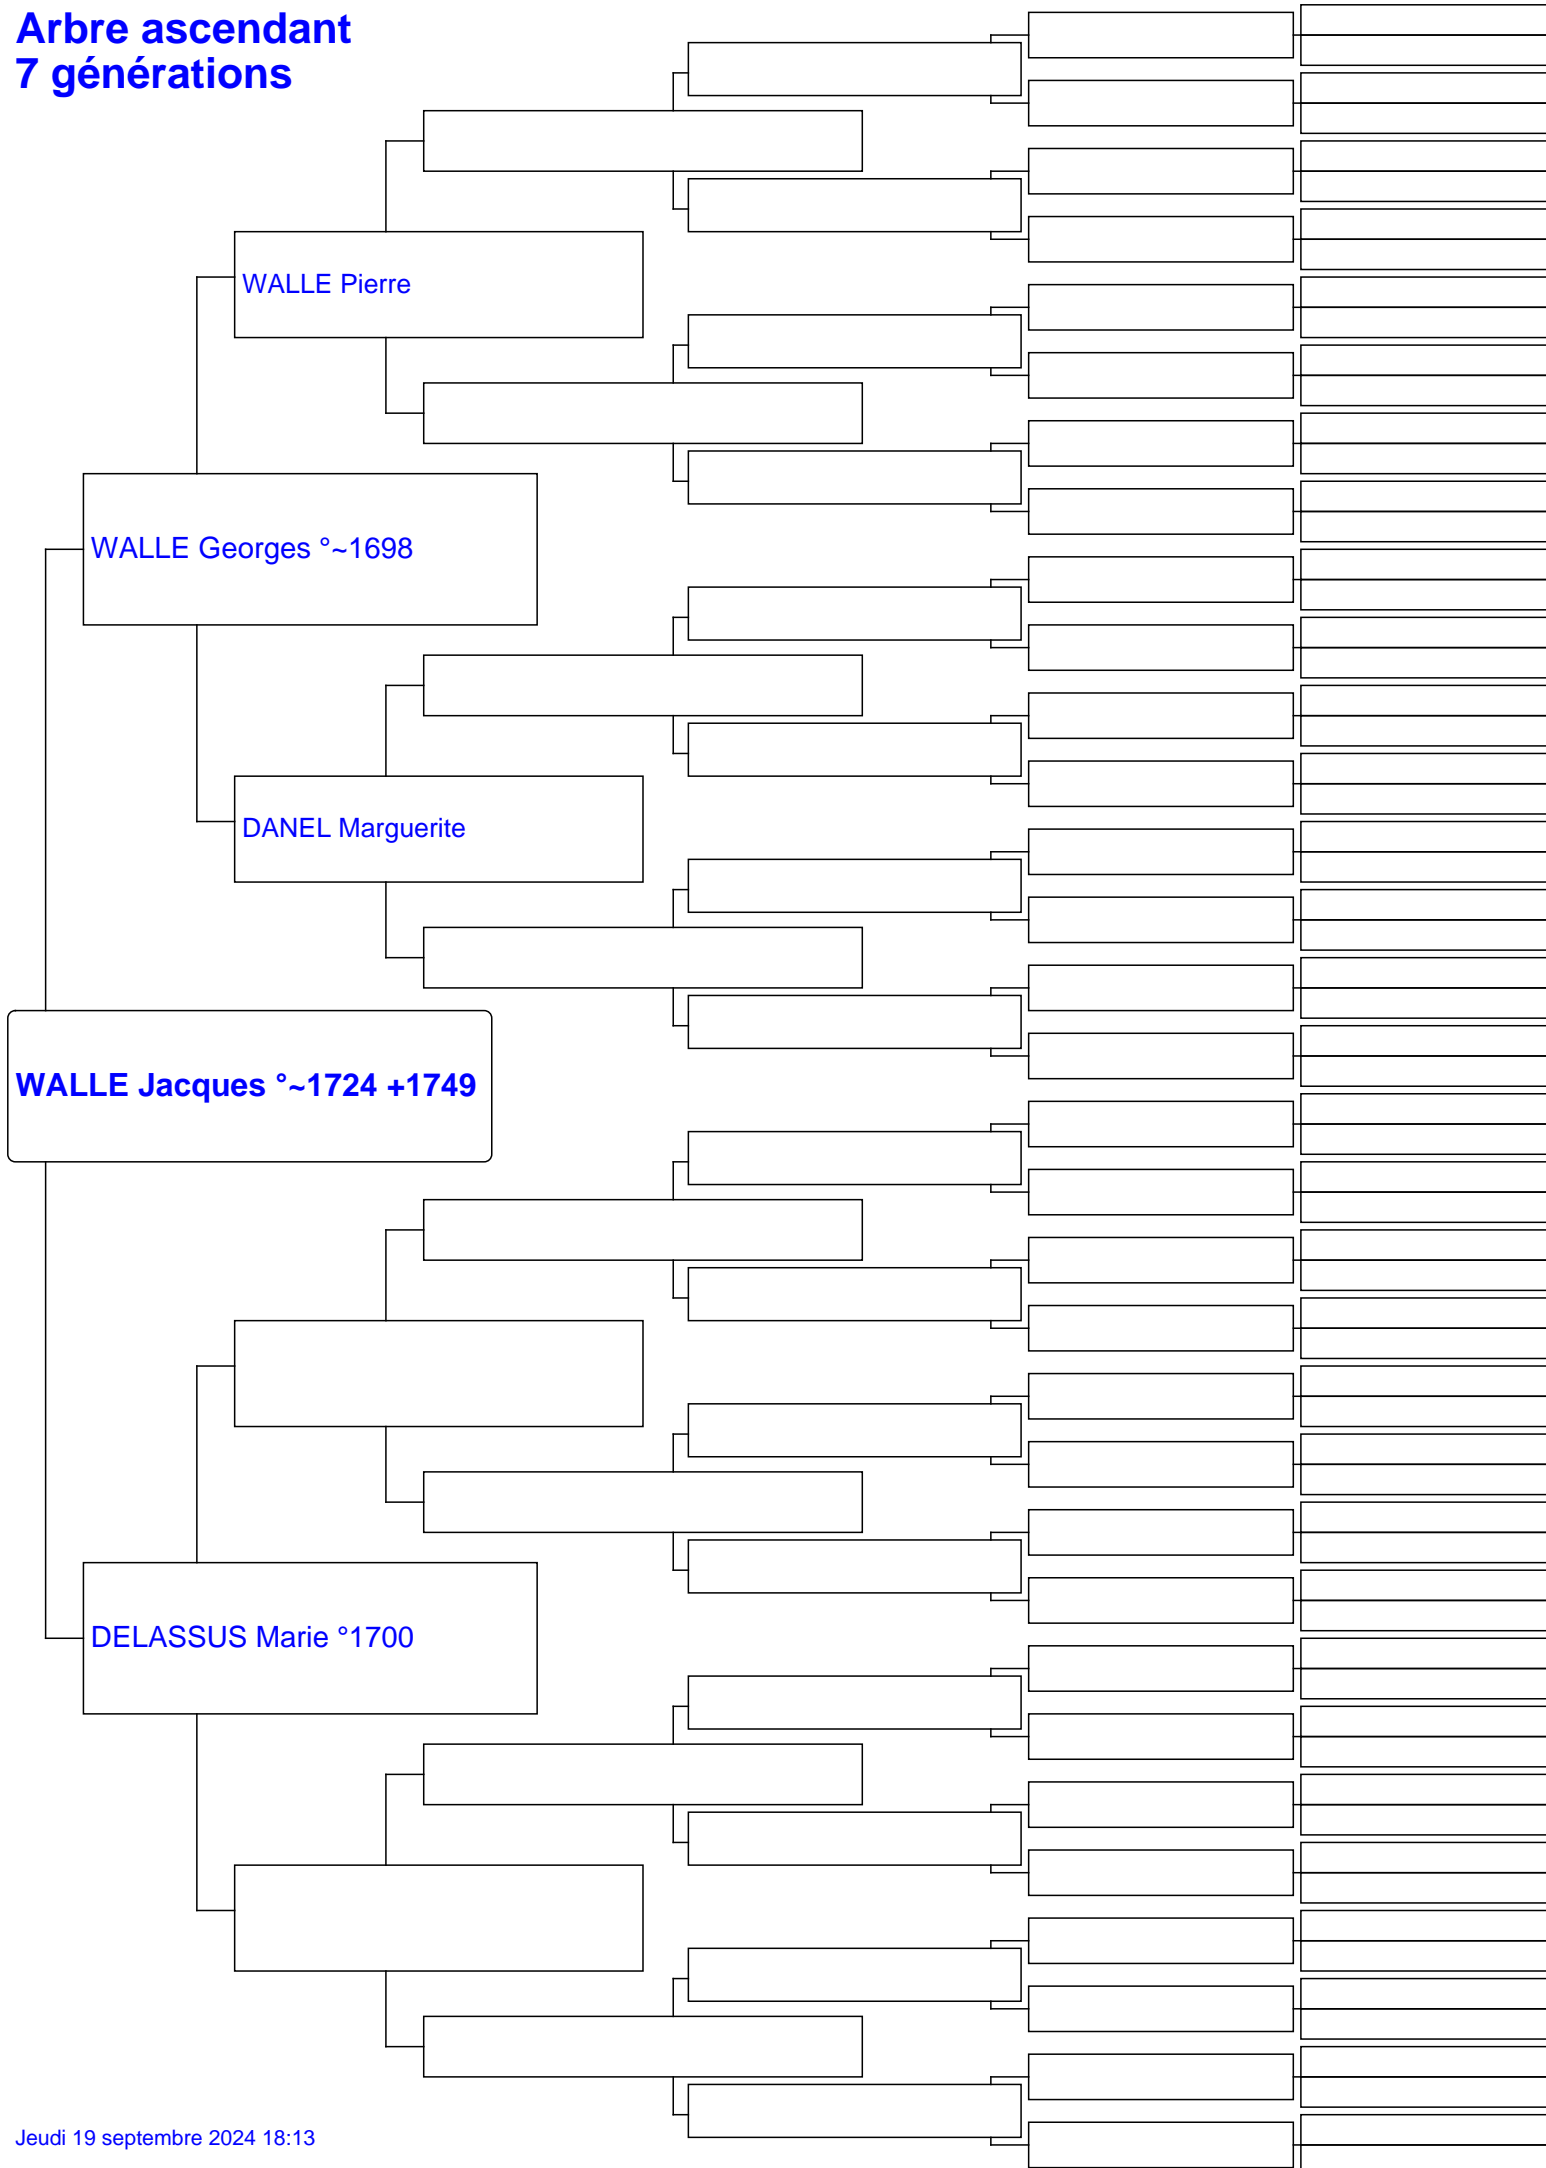 Arbre ascendant
7 générations
WALLE Pierre
WALLE Georges °~1698
DANEL Marguerite
WALLE Jacques °~1724 +1749
DELASSUS Marie °1700
Jeudi 19 septembre 2024 18:13